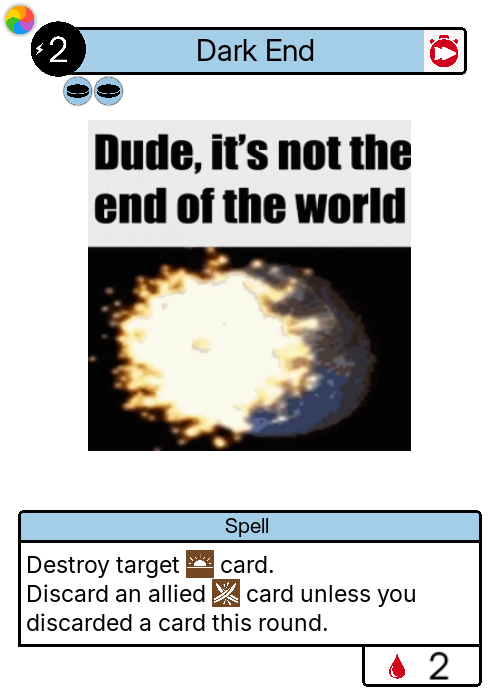 2
Dark End
Dude, it's not the
end of the world
Spell
Destroy target card.
Discard an allied card unless you
discarded a card this round.
2